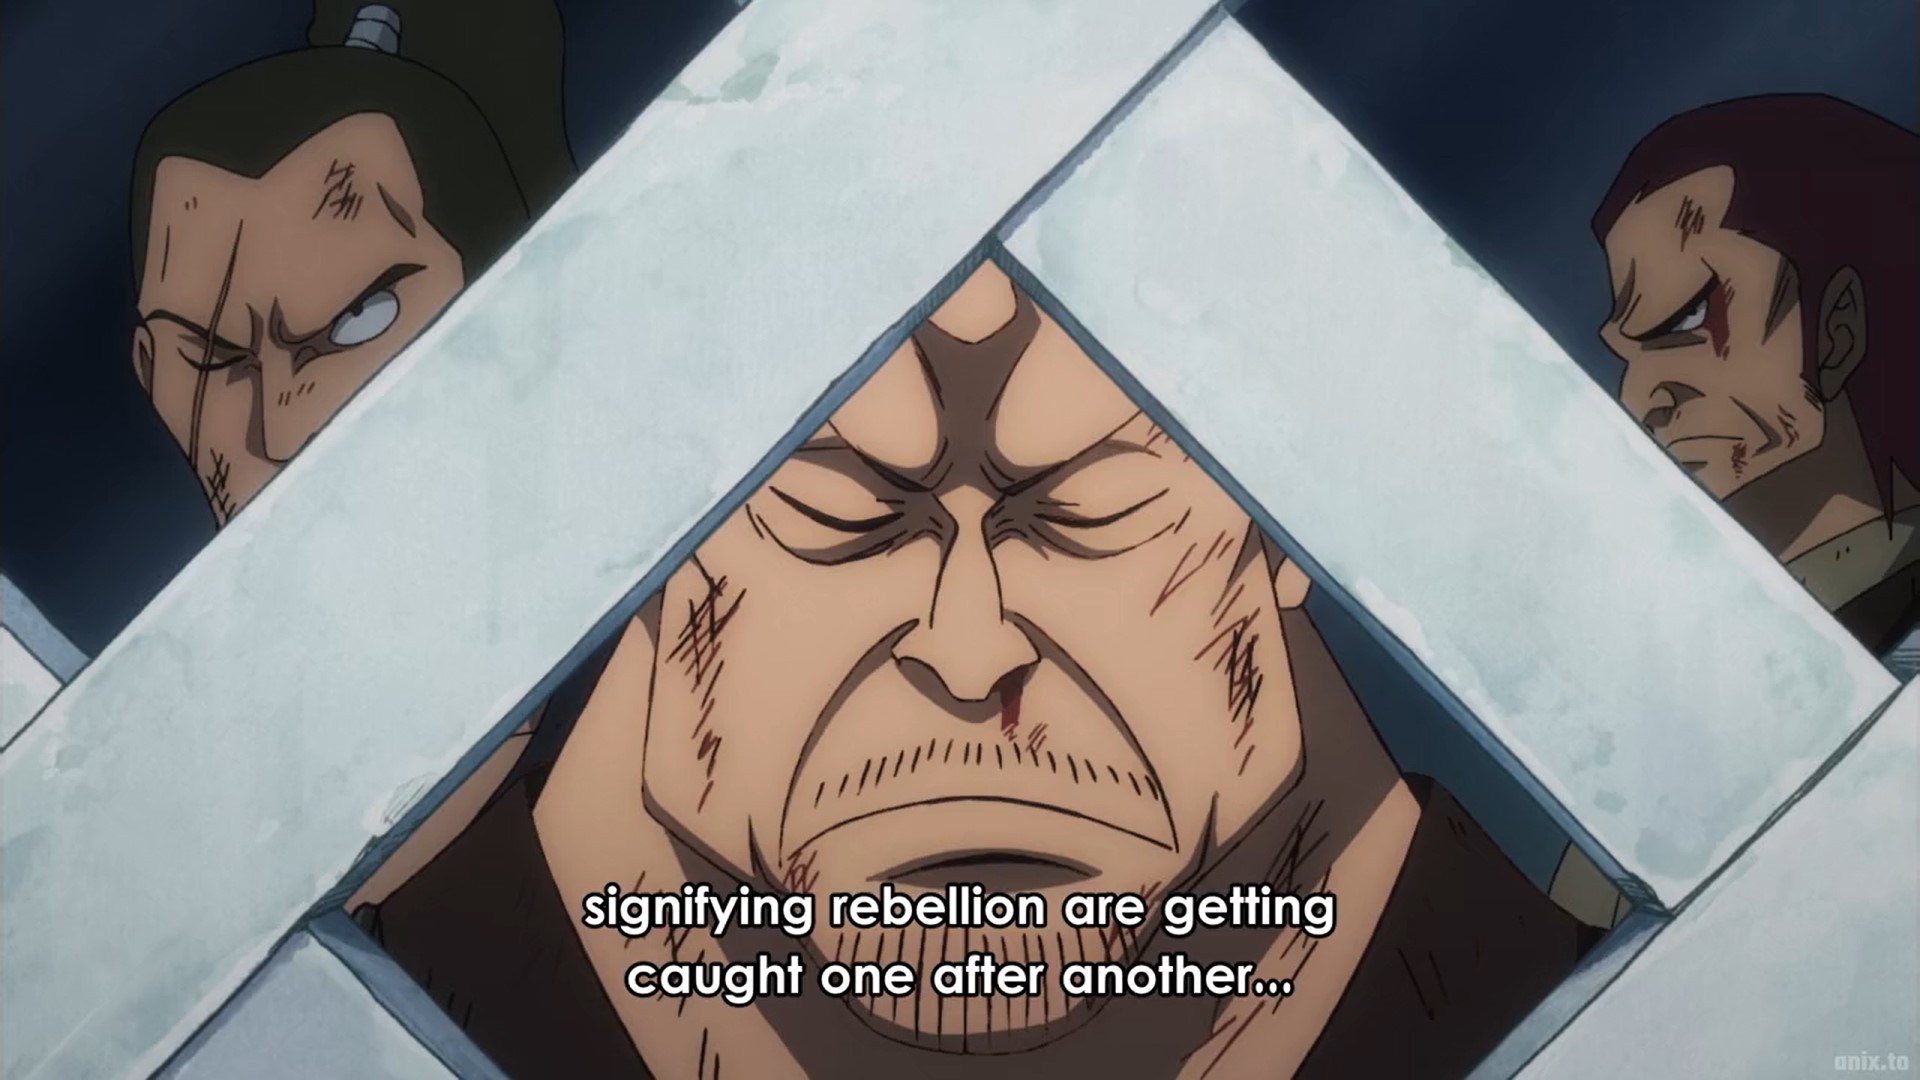 signifying rebellion are getting
caught one after another...
anix.to